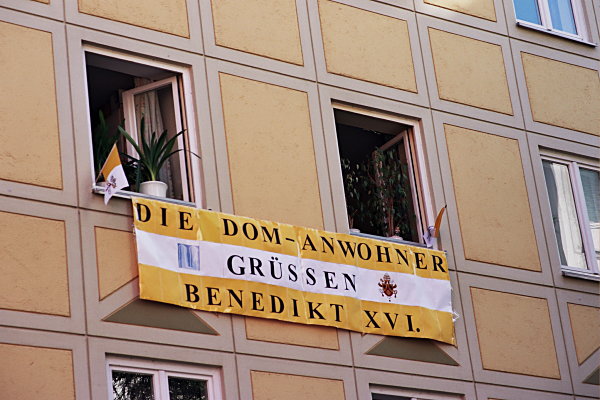 DIE DOM-ANWOHNER
GRÜSSEN
BENEDIKT XVI.